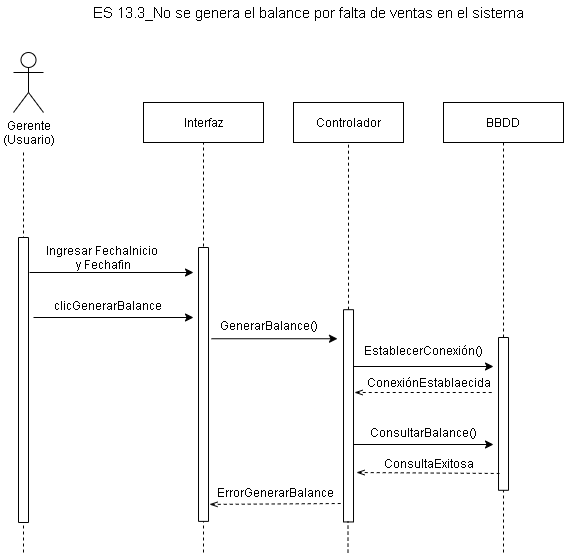 ES 13.3_No se genera el balance por falta de ventas en el sistema
Gerente
(Usuario)
Interfaz
Controlador
BBDD
Ingresar FechaInicio
y Fechafin
clicGenerarBalance
GenerarBalance()
EstablecerConexión()
ConexiónEstablaecida
ConsultarBalance()
ConsultaExitosa
ErrorGenerarBalance